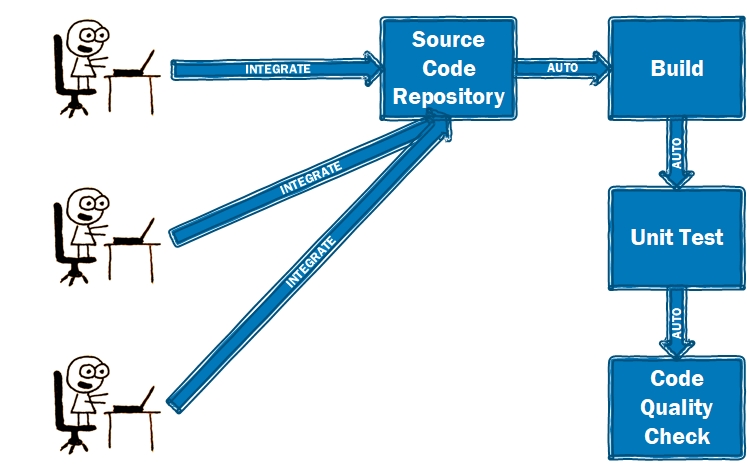 INTEGRATE
Source
Code
Repository
AUTO
Build
AUTO
INTEGRATE
Unit Test
INTEGRATE
AUTO
Code
Quality
Check